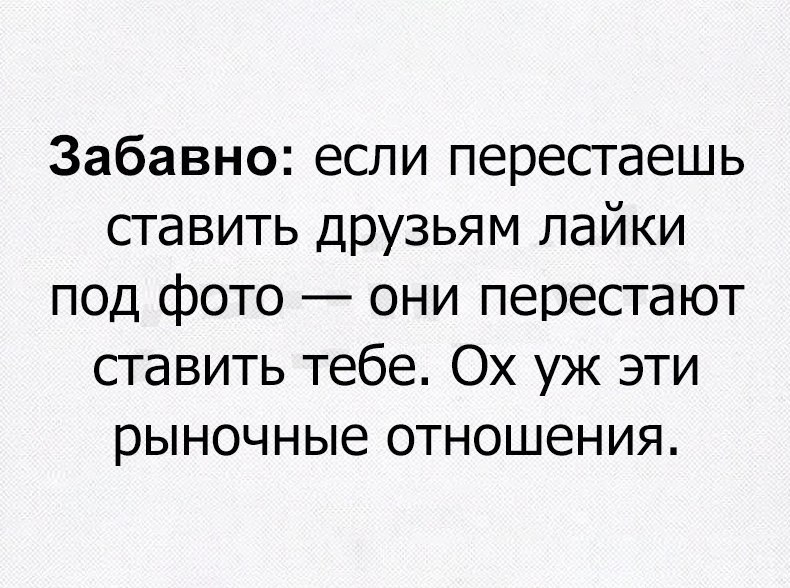 Забавно: если перестаешь
ставить друзьям лайки
под фото — они перестают
ставить тебе. Ох уж эти
рыночные отношения.